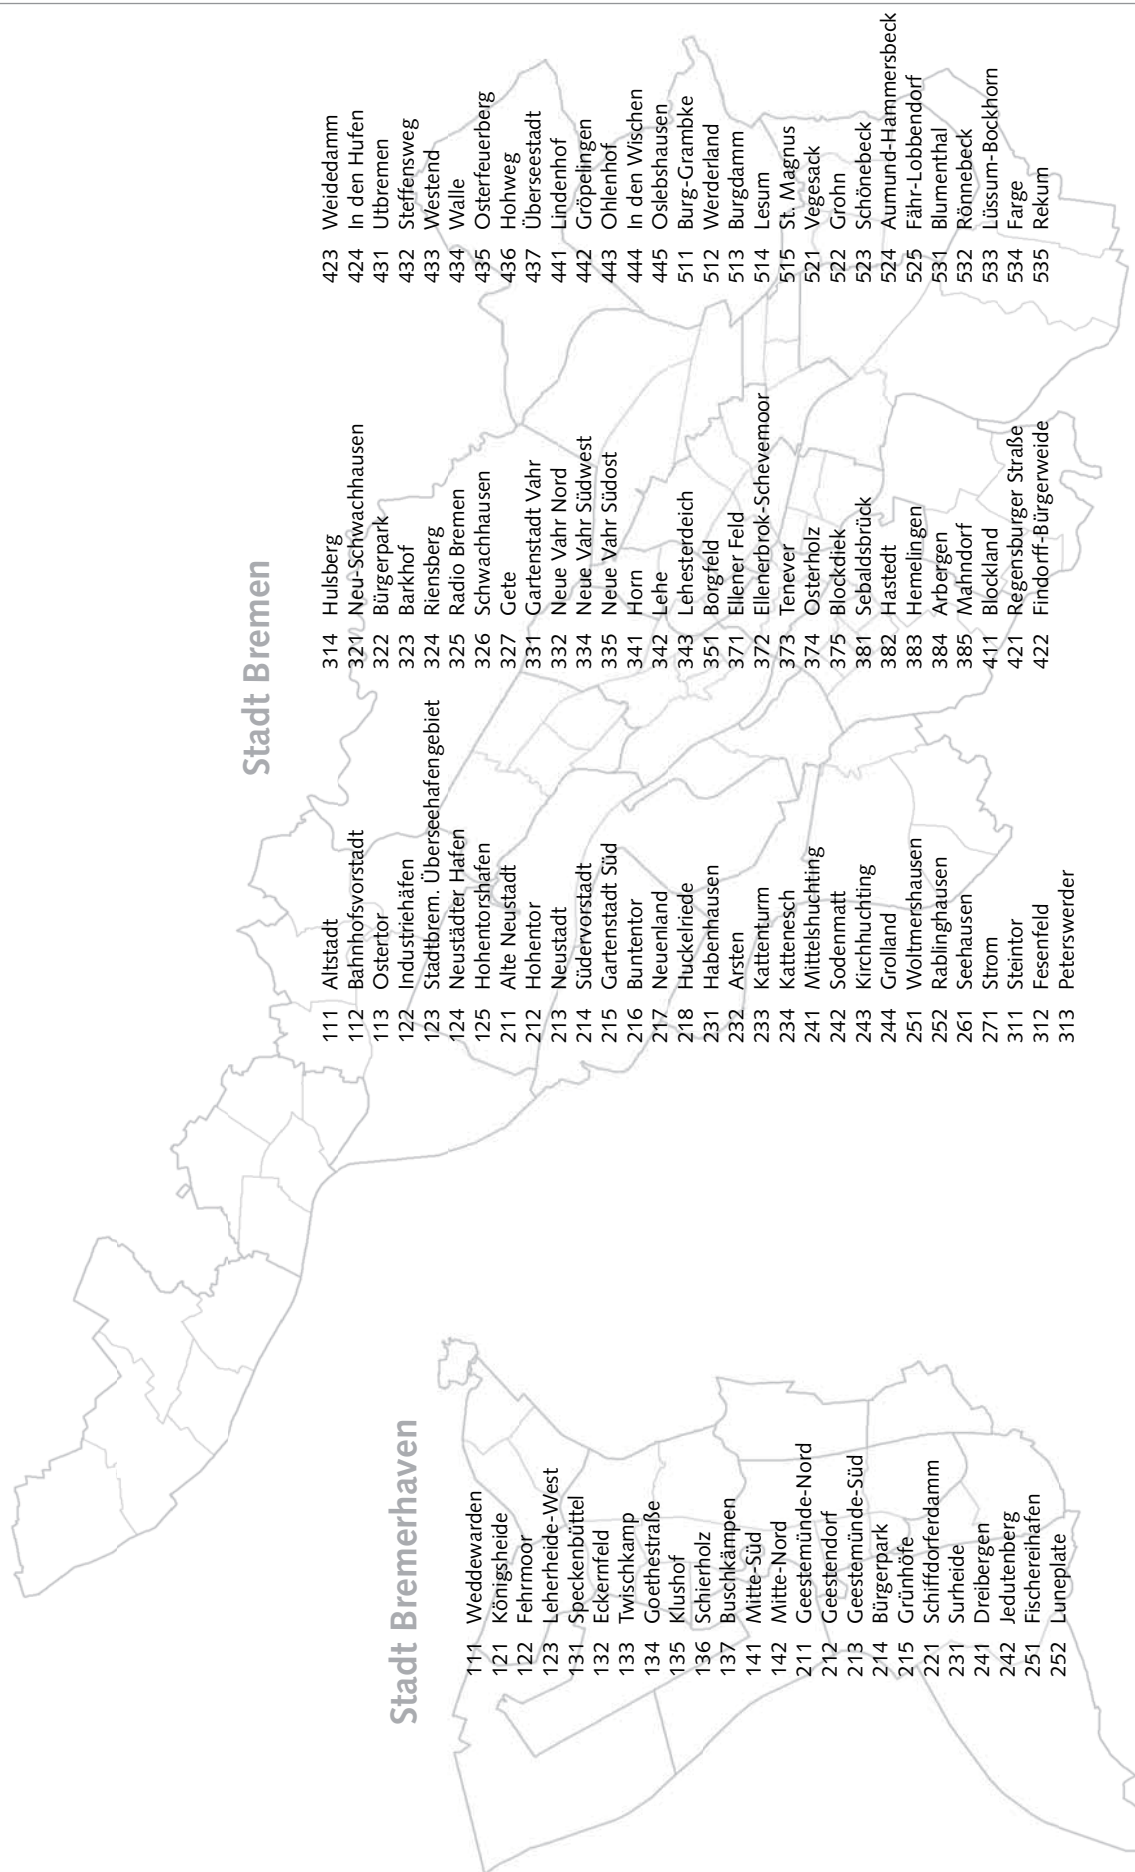 Stadt Bremen
111 Altstadt
112 Bahnhofsvorstadt
113 Ostertor
122 Industriehäfen
123 Stadtbrem. Überseehafengebiet
124 Neustädter Hafen
125 Hohentorshafen
211 Alte Neustadt
212 Hohentor
213 Neustadt
214 Südervorstadt
215 Gartenstadt Süd
216 Buntentor
217 Neuenland
218 Huckelriede
231 Habenhausen
232 Arsten
233 Kattenturm
234 Kattenesch
241 Mittelshuchting
242 Sodenmatt
243 Kirchhuchting
244 Grolland
251 Woltmershausen
252 Rablinghausen
261 Seehausen
271 Strom
311 Steintor
312 Fesenfeld
313 Peterswerder
314 Hulsberg
321 Neu-Schwachhausen
322 Bürgerpark
323 Barkhof
324 Riensberg
325 Radio Bremen
326 Schwachhausen
327 Gete
331 Gartenstadt Vahr
332 Neue Vahr Nord
334 Neue Vahr Südwest
335 Neue Vahr Südost
341 Horn
342 Lehe
343 Lehesterdeich
351 Borgfeld
371 Ellener Feld
372 Ellenerbrok-Schevemoor
373 Tenever
374 Osterholz
375 Blockdiek
381 Sebaldsbrück
382 Hastedt
383 Hemelingen
384 Arbergen
385 Mahndorf
411 Blockland
421 Regensburger Straße
422 Findorff-Bürgerweide
423 Weidedamm
424 In den Hufen
431 Utbremen
432 Steffensweg
433 Westend
434 Walle
435 Osterfeuerberg
436 Hohweg
437 Überseestadt
441 Lindenhof
442 Gröpelingen
443 Ohlenhof
444 In den Wischen
445 Oslebshausen
511 Burg-Grambke
512 Werderland
513 Burgdamm
514 Lesum
515 St. Magnus
521 Vegesack
522 Grohn
523 Schönebeck
524 Aumund-Hammersbeck
525 Fähr-Lobbendorf
531 Blumenthal
532 Rönnebeck
533 Lüssum-Bockhorn
534 Farge
535 Rekum
Stadt Bremerhaven
111 Weddewarden
121 Königsheide
122 Fehrmoor
123 Leherheide-West
131 Speckenbüttel
132 Eckernfeld
133 Twischkamp
134 Goethestraße
135 Klushof
136 Schierholz
137 Buschkämpen
141 Mitte-Süd
142 Mitte-Nord
211 Geestemünde-Nord
212 Geestendorf
213 Geestemünde-Süd
214 Bürgerpark
215 Grünhöfe
221 Schiffdorferdamm
231 Surheide
241 Dreibergen
242 Jedutenberg
251 Fischereihafen
252 Luneplate